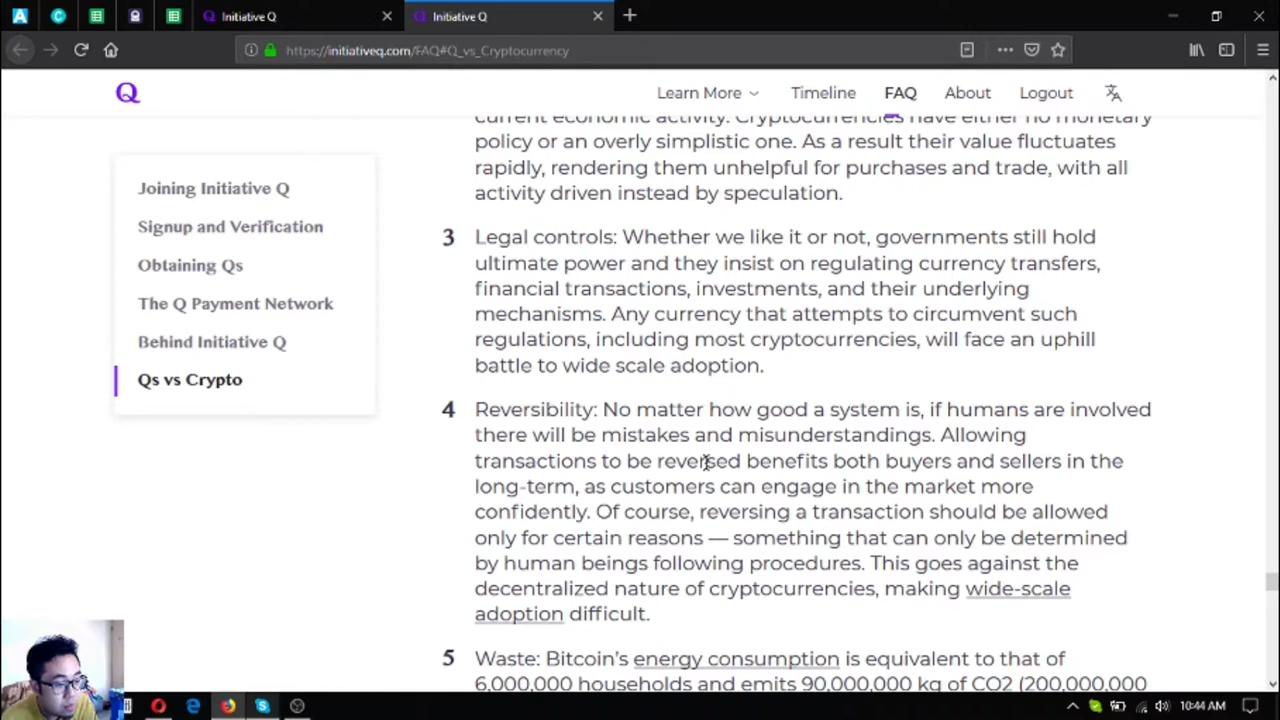 Initiative Q
Initiative Q
https://initiativeq.com/FAQ#Q_vs_Cryptocurrency
Q
Learn More
Timeline
FAQ
About
Logout
Joining Initiative Q
Signup and Verification
Obtaining Qs
The Q Payment Network
Behind Initiative Q
Qs vs Crypto
current economic activity. Cryptocurrencies have either no monetary
policy or an overly simplistic one. As a result their value fluctuates
rapidly, rendering them unhelpful for purchases and trade, with all
activity driven instead by speculation.
3 Legal controls: Whether we like it or not, governments still hold
ultimate power and they insist on regulating currency transfers,
financial transactions, investments, and their underlying
mechanisms. Any currency that attempts to circumvent such
regulations, including most cryptocurrencies, will face an uphill
battle to wide scale adoption.
4 Reversibility: No matter how good a system is, if humans are involved
there will be mistakes and misunderstandings. Allowing
transactions to be reversed benefits both buyers and sellers in the
long-term, as customers can engage in the market more
confidently. Of course, reversing a transaction should be allowed
only for certain reasons — something that can only be determined
by human beings following procedures. This goes against the
decentralized nature of cryptocurrencies, making wide-scale
adoption difficult.
5 Waste: Bitcoin's energy consumption is equivalent to that of
6,000,000 households and emits 90,000,000 kg of CO2 (200,000,000
10:44 AM